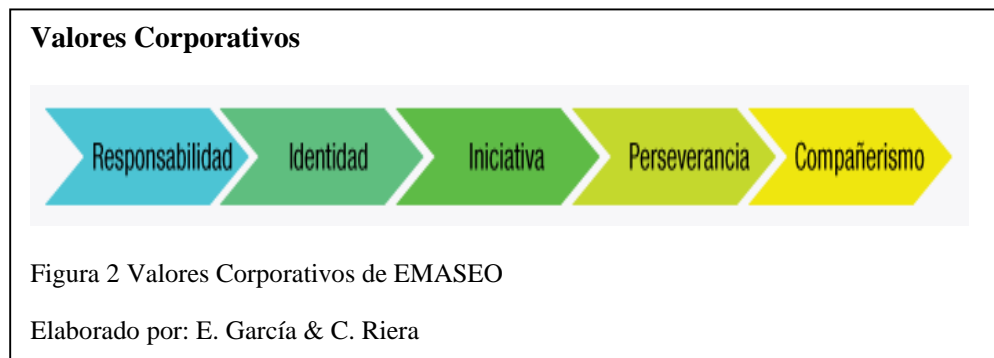 Valores Corporativos
Responsabilidad Identidad Iniciativa Perseverancia Compañerismo
Figura 2 Valores Corporativos de EMASEO
Elaborado por: E. García & C. Riera